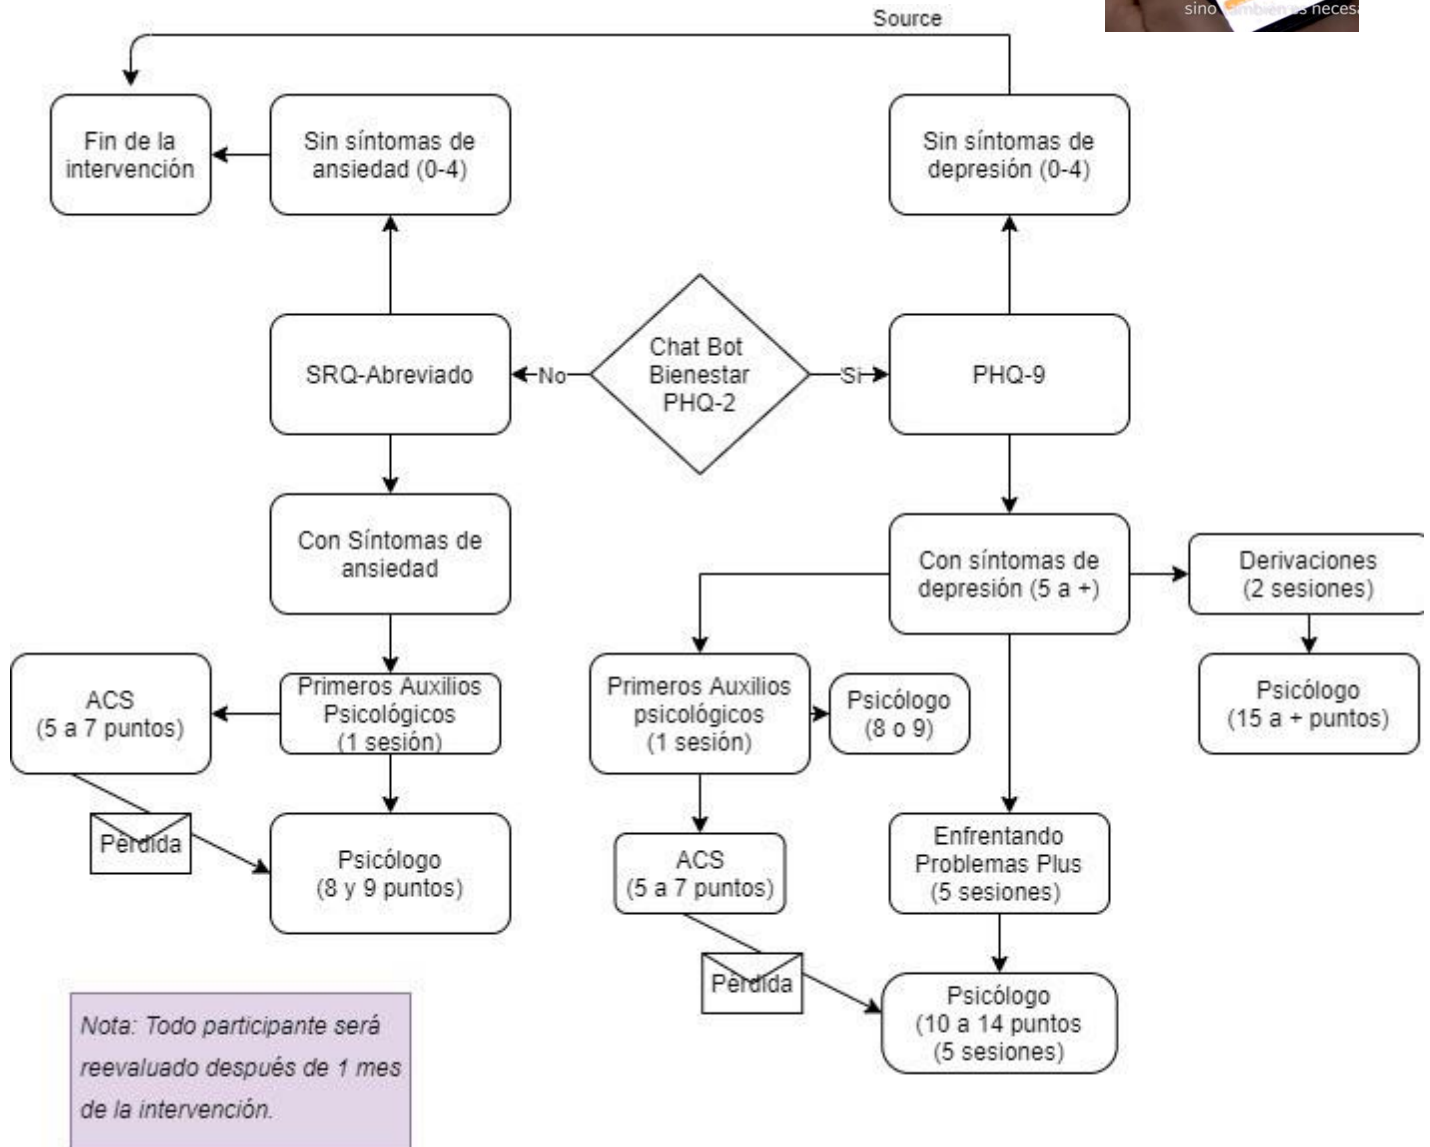 sino también es necesa
Source
Fin de la
intervención
Sin síntomas de
ansiedad (0-4)
Sin síntomas de
depresión (0-4)
SRQ-Abreviado
No
Chat Bot
Bienestar
PHQ-2
Si
PHQ-9
Con Síntomas de
ansiedad
Con síntomas de
depresión (5 a +)
Derivaciones
(2 sesiones)
ACS
(5 a 7 puntos)
Primeros Auxilios
Psicológicos
(1 sesión)
Primeros Auxilios
psicológicos
(1 sesión)
Psicólogo
(8 o 9)
Psicólogo
(15 a + puntos)
Pérdida
Psicólogo
(8 y 9 puntos)
ACS
(5 a 7 puntos)
Enfrentando
Problemas Plus
(5 sesiones)
Pérdida
Psicólogo
(10 a 14 puntos
(5 sesiones)
Nota: Todo participante será
reevaluado después de 1 mes
de la intervención.